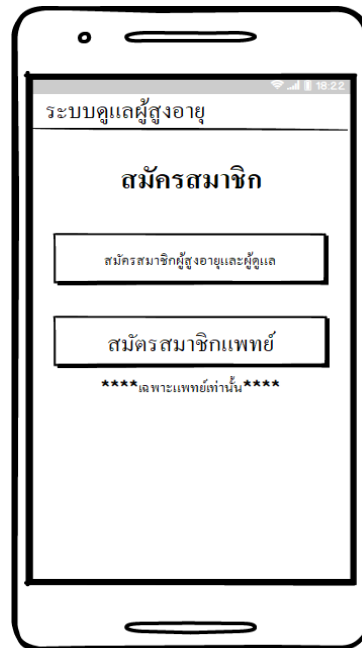 18:22
ระบบดูแลผู้สูงอายุ
สมัครสมาชิก
สมัครสมาชิกผู้สูงอายุและผู้ดูแล
สมัตรสมาชิกแพทย์
****เฉพาะแพทย์เท่านั้น****